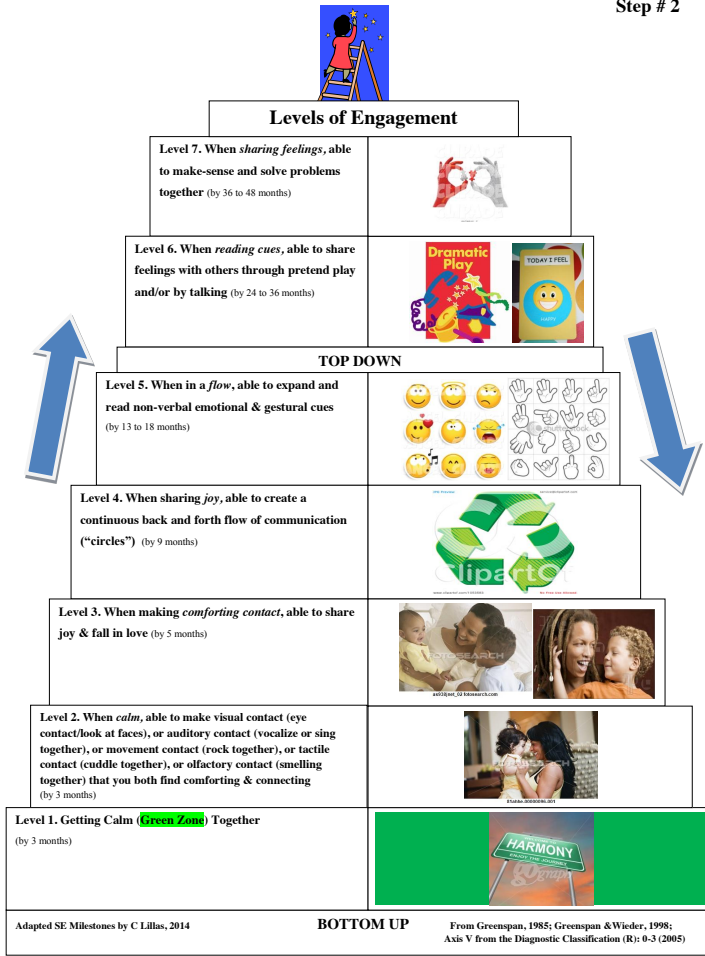 Step # 2
Levels of Engagement
Level 7. When sharing feelings, able
to make-sense and solve problems
together (by 36 to 48 months)
Level 6. When reading cues, able to share
feelings with others through pretend play
and/or by talking (by 24 to 36 months)
Dramatic
Play
TODAY I FEEL
HAPPY
TOP DOWN
Level 5. When in a flow, able to expand and
read non-verbal emotional & gestural cues
(by 13 to 18 months)
shutterstock
Level 4. When sharing joy, able to create a
continuous back and forth flow of communication
(“circles”) (by 9 months)
ClipartO
Level 3. When making comforting contact, able to share
joy & fall in love (by 5 months)
FOTOSEARCH
Level 2. When calm, able to make visual contact (eye
contact/look at faces), or auditory contact (vocalize or sing
together), or movement contact (rock together), or tactile
contact (cuddle together), or olfactory contact (smelling
together) that you both find comforting & connecting
(by 3 months)
Level 1. Getting Calm (Green Zone) Together
(by 3 months)
HARMONY
ENJOY THE JOURNEY
Adapted SE Milestones by C Lillas, 2014
BOTTOM UP
From Greenspan, 1985; Greenspan &Wieder, 1998;
Axis V from the Diagnostic Classification (R): 0-3 (2005)